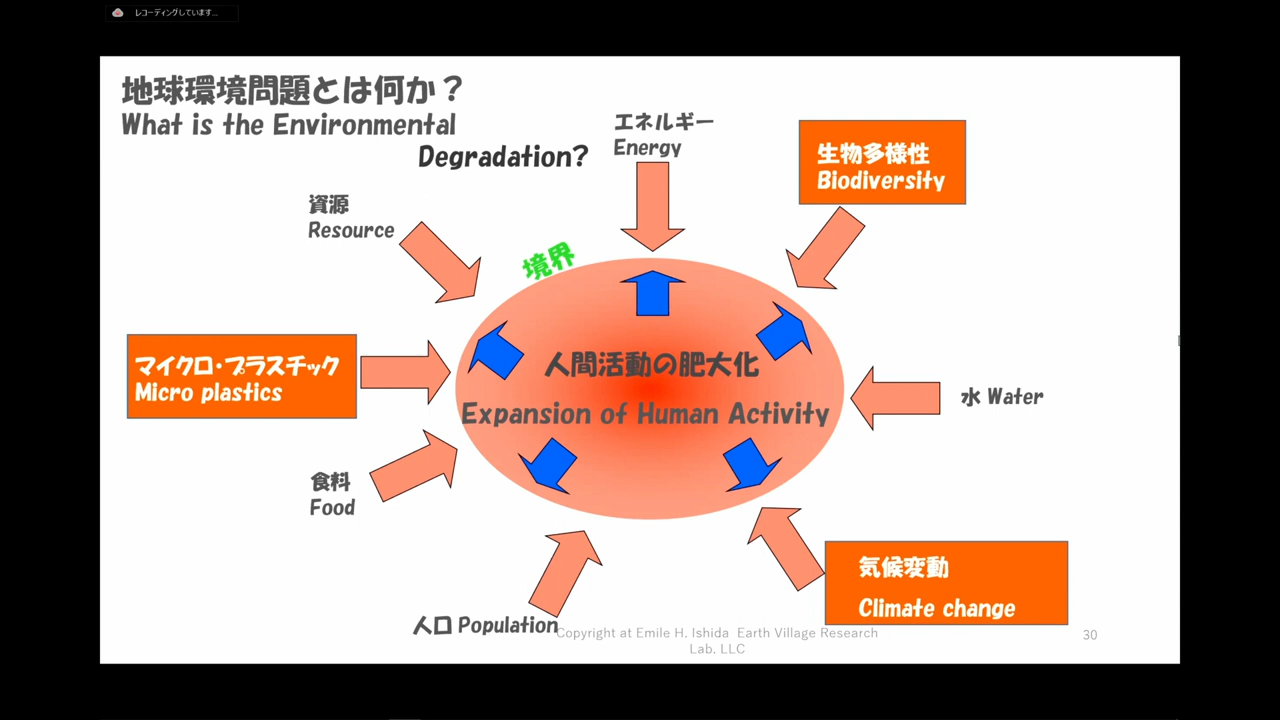 レコーディングしています...
地球環境問題とは何か？
What is the Environmental
Degradation?
エネルギー
Energy
生物多様性
Biodiversity
資源
Resource
境界
マイクロ・プラスチック
Micro plastics
人間活動の肥大化
Expansion of Human Activity
水 Water
食料
Food
気候変動
Climate change
人口 Population
Copyright at Emile H. Ishida Earth Village Research
Lab. LLC
30